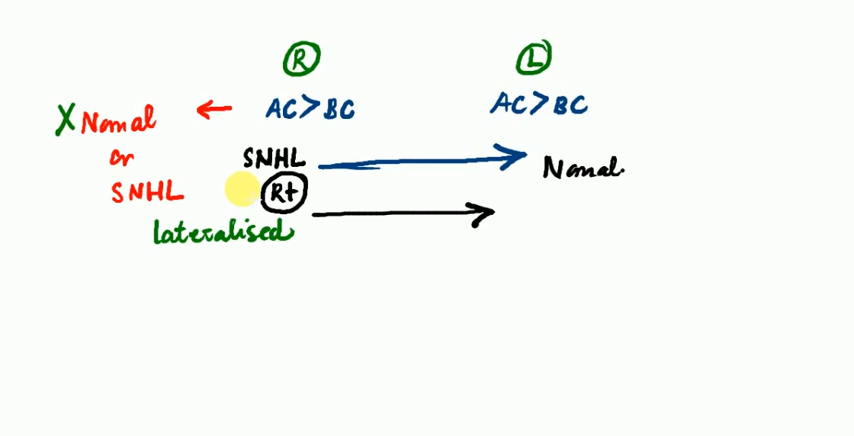 R L
AC>BC AC>BC
X Nomal ←
or
SNHL
SNHL → Nomal.
Rt →
lateralised